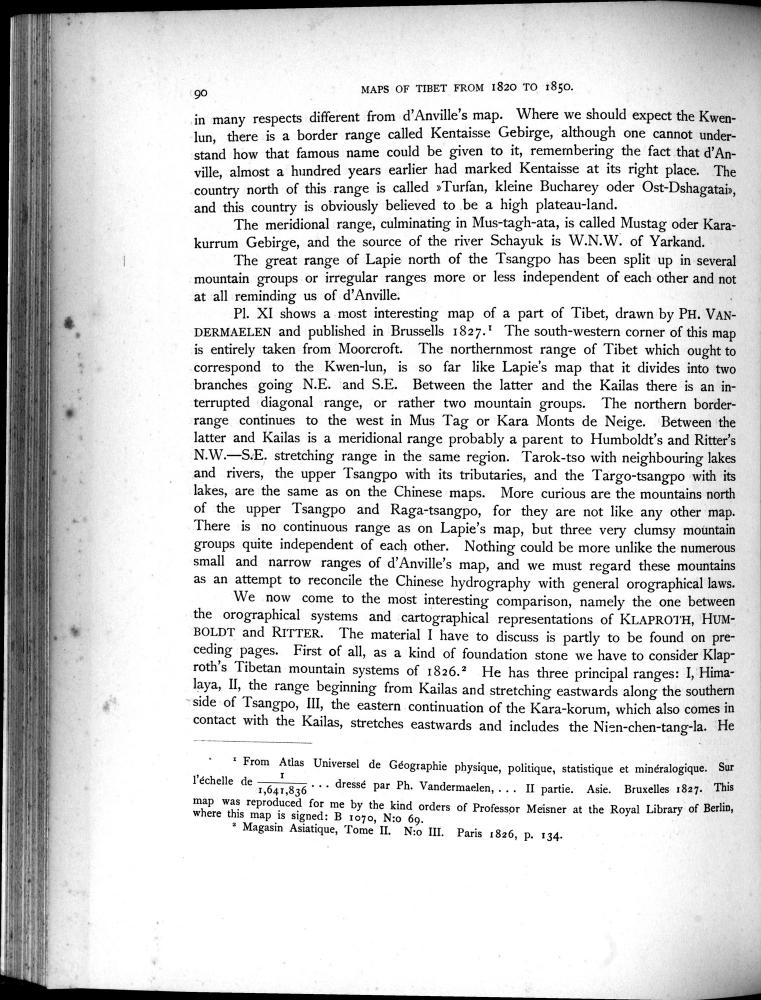 90 MAPS OF TIBET FROM 1820 TO 1850.
in many respects different from d'Anville's map. Where we should expect the Kwen-
lun, there is a border range called Kentaisse Gebirge, although one cannot under-
stand how that famous name could be given to it, remembering the fact that d'An-
ville, almost a hundred years earlier had marked Kentaisse at its right place. The
country north of this range is called »Turfan, kleine Bucharey oder Ost-Dshagatai»,
and this country is obviously believed to be a high plateau-land.
The meridional range, culminating in Mus-tagh-ata, is called Mustag oder Kara-
kurrum Gebirge, and the source of the river Schayuk is W.N.W. of Yarkand.
The great range of Lapie north of the Tsangpo has been split up in several
mountain groups or irregular ranges more or less independent of each other and not
at all reminding us of d'Anville.
Pl. XI shows a most interesting map of a part of Tibet, drawn by PH. VAN-
DERMAELEN and published in Brussells 1827.¹ The south-western corner of this map
is entirely taken from Moorcroft. The northernmost range of Tibet which ought to
correspond to the Kwen-lun, is so far like Lapie's map that it divides into two
branches going N.E. and S.E. Between the latter and the Kailas there is an in-
terrupted diagonal range, or rather two mountain groups. The northern border-
range continues to the west in Mus Tag or Kara Monts de Neige. Between the
latter and Kailas is a meridional range probably a parent to Humboldt's and Ritter's
N.W.—S.E. stretching range in the same region. Tarok-tso with neighbouring lakes
and rivers, the upper Tsangpo with its tributaries, and the Targo-tsangpo with its
lakes, are the same as on the Chinese maps. More curious are the mountains north
of the upper Tsangpo and Raga-tsangpo, for they are not like any other map.
There is no continuous range as on Lapie's map, but three very clumsy mountain
groups quite independent of each other. Nothing could be more unlike the numerous
small and narrow ranges of d'Anville's map, and we must regard these mountains
as an attempt to reconcile the Chinese hydrography with general orographical laws.
We now come to the most interesting comparison, namely the one between
the orographical systems and cartographical representations of KLAPROTH, HUM-
BOLDT and RITTER. The material I have to discuss is partly to be found on pre-
ceding pages. First of all, as a kind of foundation stone we have to consider Klap-
roth's Tibetan mountain systems of 1826.² He has three principal ranges: I, Hima-
laya, II, the range beginning from Kailas and stretching eastwards along the southern
side of Tsangpo, III, the eastern continuation of the Kara-korum, which also comes in
contact with the Kailas, stretches eastwards and includes the Nien-chen-tang-la. He
¹ From Atlas Universel de Géographie physique, politique, statistique et minéralogique. Sur
l'échelle de 1/1,641,836 ... dressé par Ph. Vandermaelen, ... II partie. Asie. Bruxelles 1827. This
map was reproduced for me by the kind orders of Professor Meisner at the Royal Library of Berlin,
where this map is signed: B 1070, N:o 69.
² Magasin Asiatique, Tome II. N:o III. Paris 1826, p. 134.